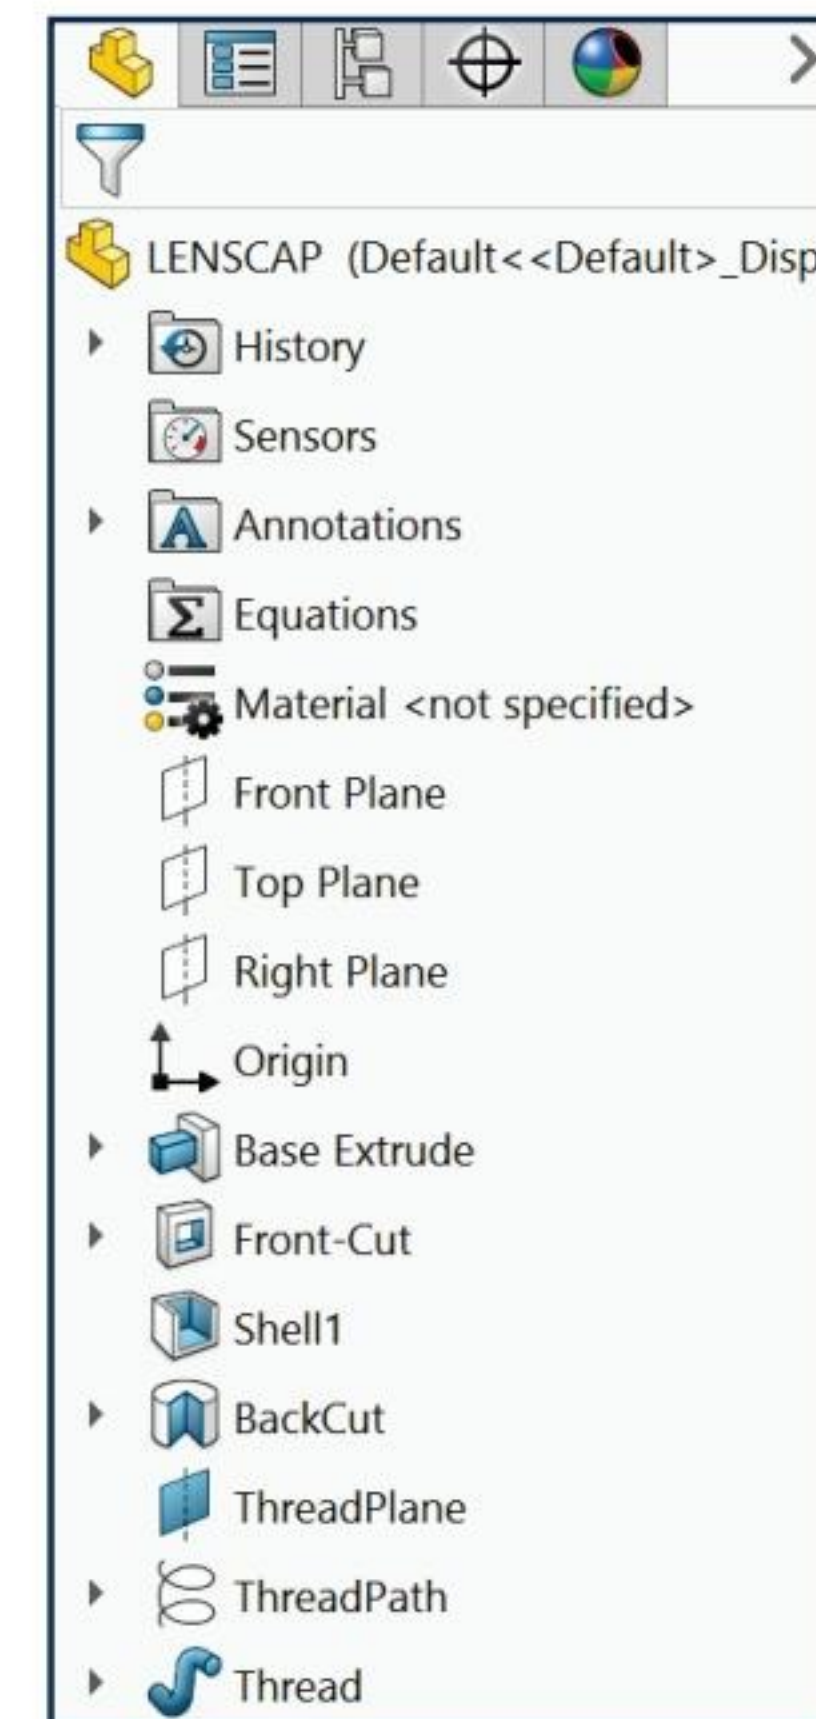 LENSCAP (Default<<Default>_Disp
History
Sensors
Annotations
Equations
Material <not specified>
Front Plane
Top Plane
Right Plane
Origin
Base Extrude
Front-Cut
Shell1
BackCut
ThreadPlane
ThreadPath
Thread